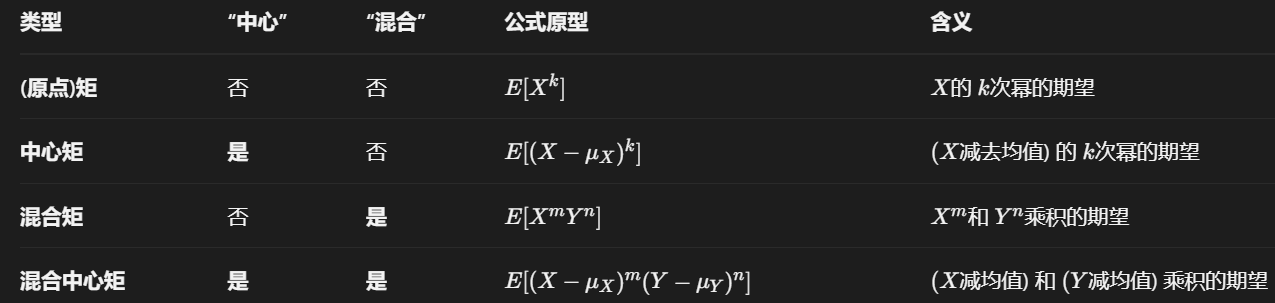 类型 “中心” “混合” 公式原型 含义
(原点)矩 否 否 E[X^k] X的 k次幂的期望
中心矩 是 否 E[(X − μ_X)^k] (X减去均值) 的 k次幂的期望
混合矩 否 是 E[X^m Y^n] X^m和 Y^n乘积的期望
混合中心矩 是 是 E[(X − μ_X)^m (Y − μ_Y)^n] (X减均值) 和 (Y减均值) 乘积的期望